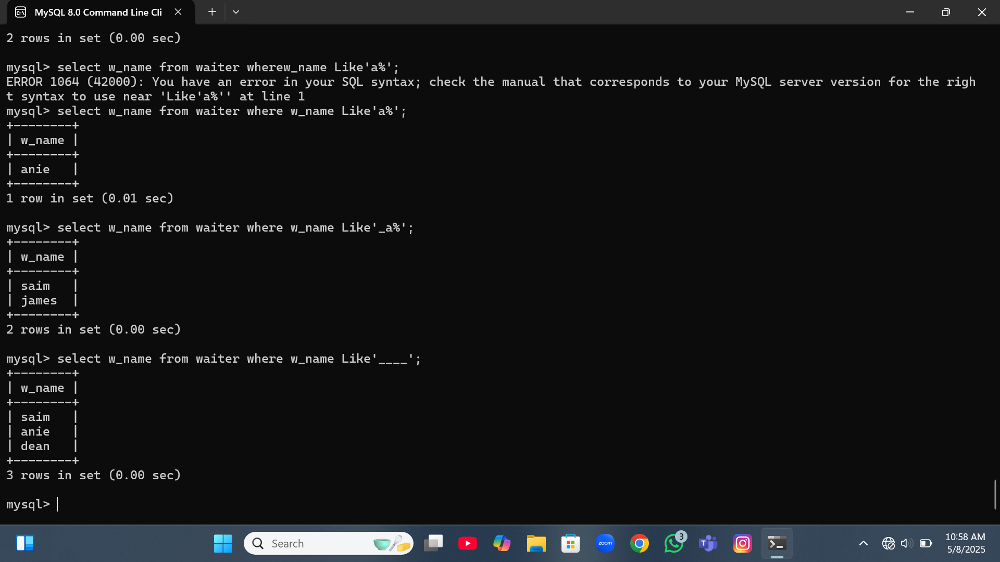 MySQL 8.0 Command Line Cli
2 rows in set (0.00 sec)
mysql> select w_name from waiter wherew_name Like'a%';
ERROR 1064 (42000): You have an error in your SQL syntax; check the manual that corresponds to your MySQL server version for the righ
t syntax to use near 'Like'a%'' at line 1
mysql> select w_name from waiter where w_name Like'a%';
+--------+
| w_name |
+--------+
| anie   |
+--------+
1 row in set (0.01 sec)
mysql> select w_name from waiter where w_name Like'_a%';
+--------+
| w_name |
+--------+
| saim   |
| james  |
+--------+
2 rows in set (0.00 sec)
mysql> select w_name from waiter where w_name Like'____';
+--------+
| w_name |
+--------+
| saim   |
| anie   |
| dean   |
+--------+
3 rows in set (0.00 sec)
mysql>
Search
zoom
3
T
10:58 AM
5/8/2025